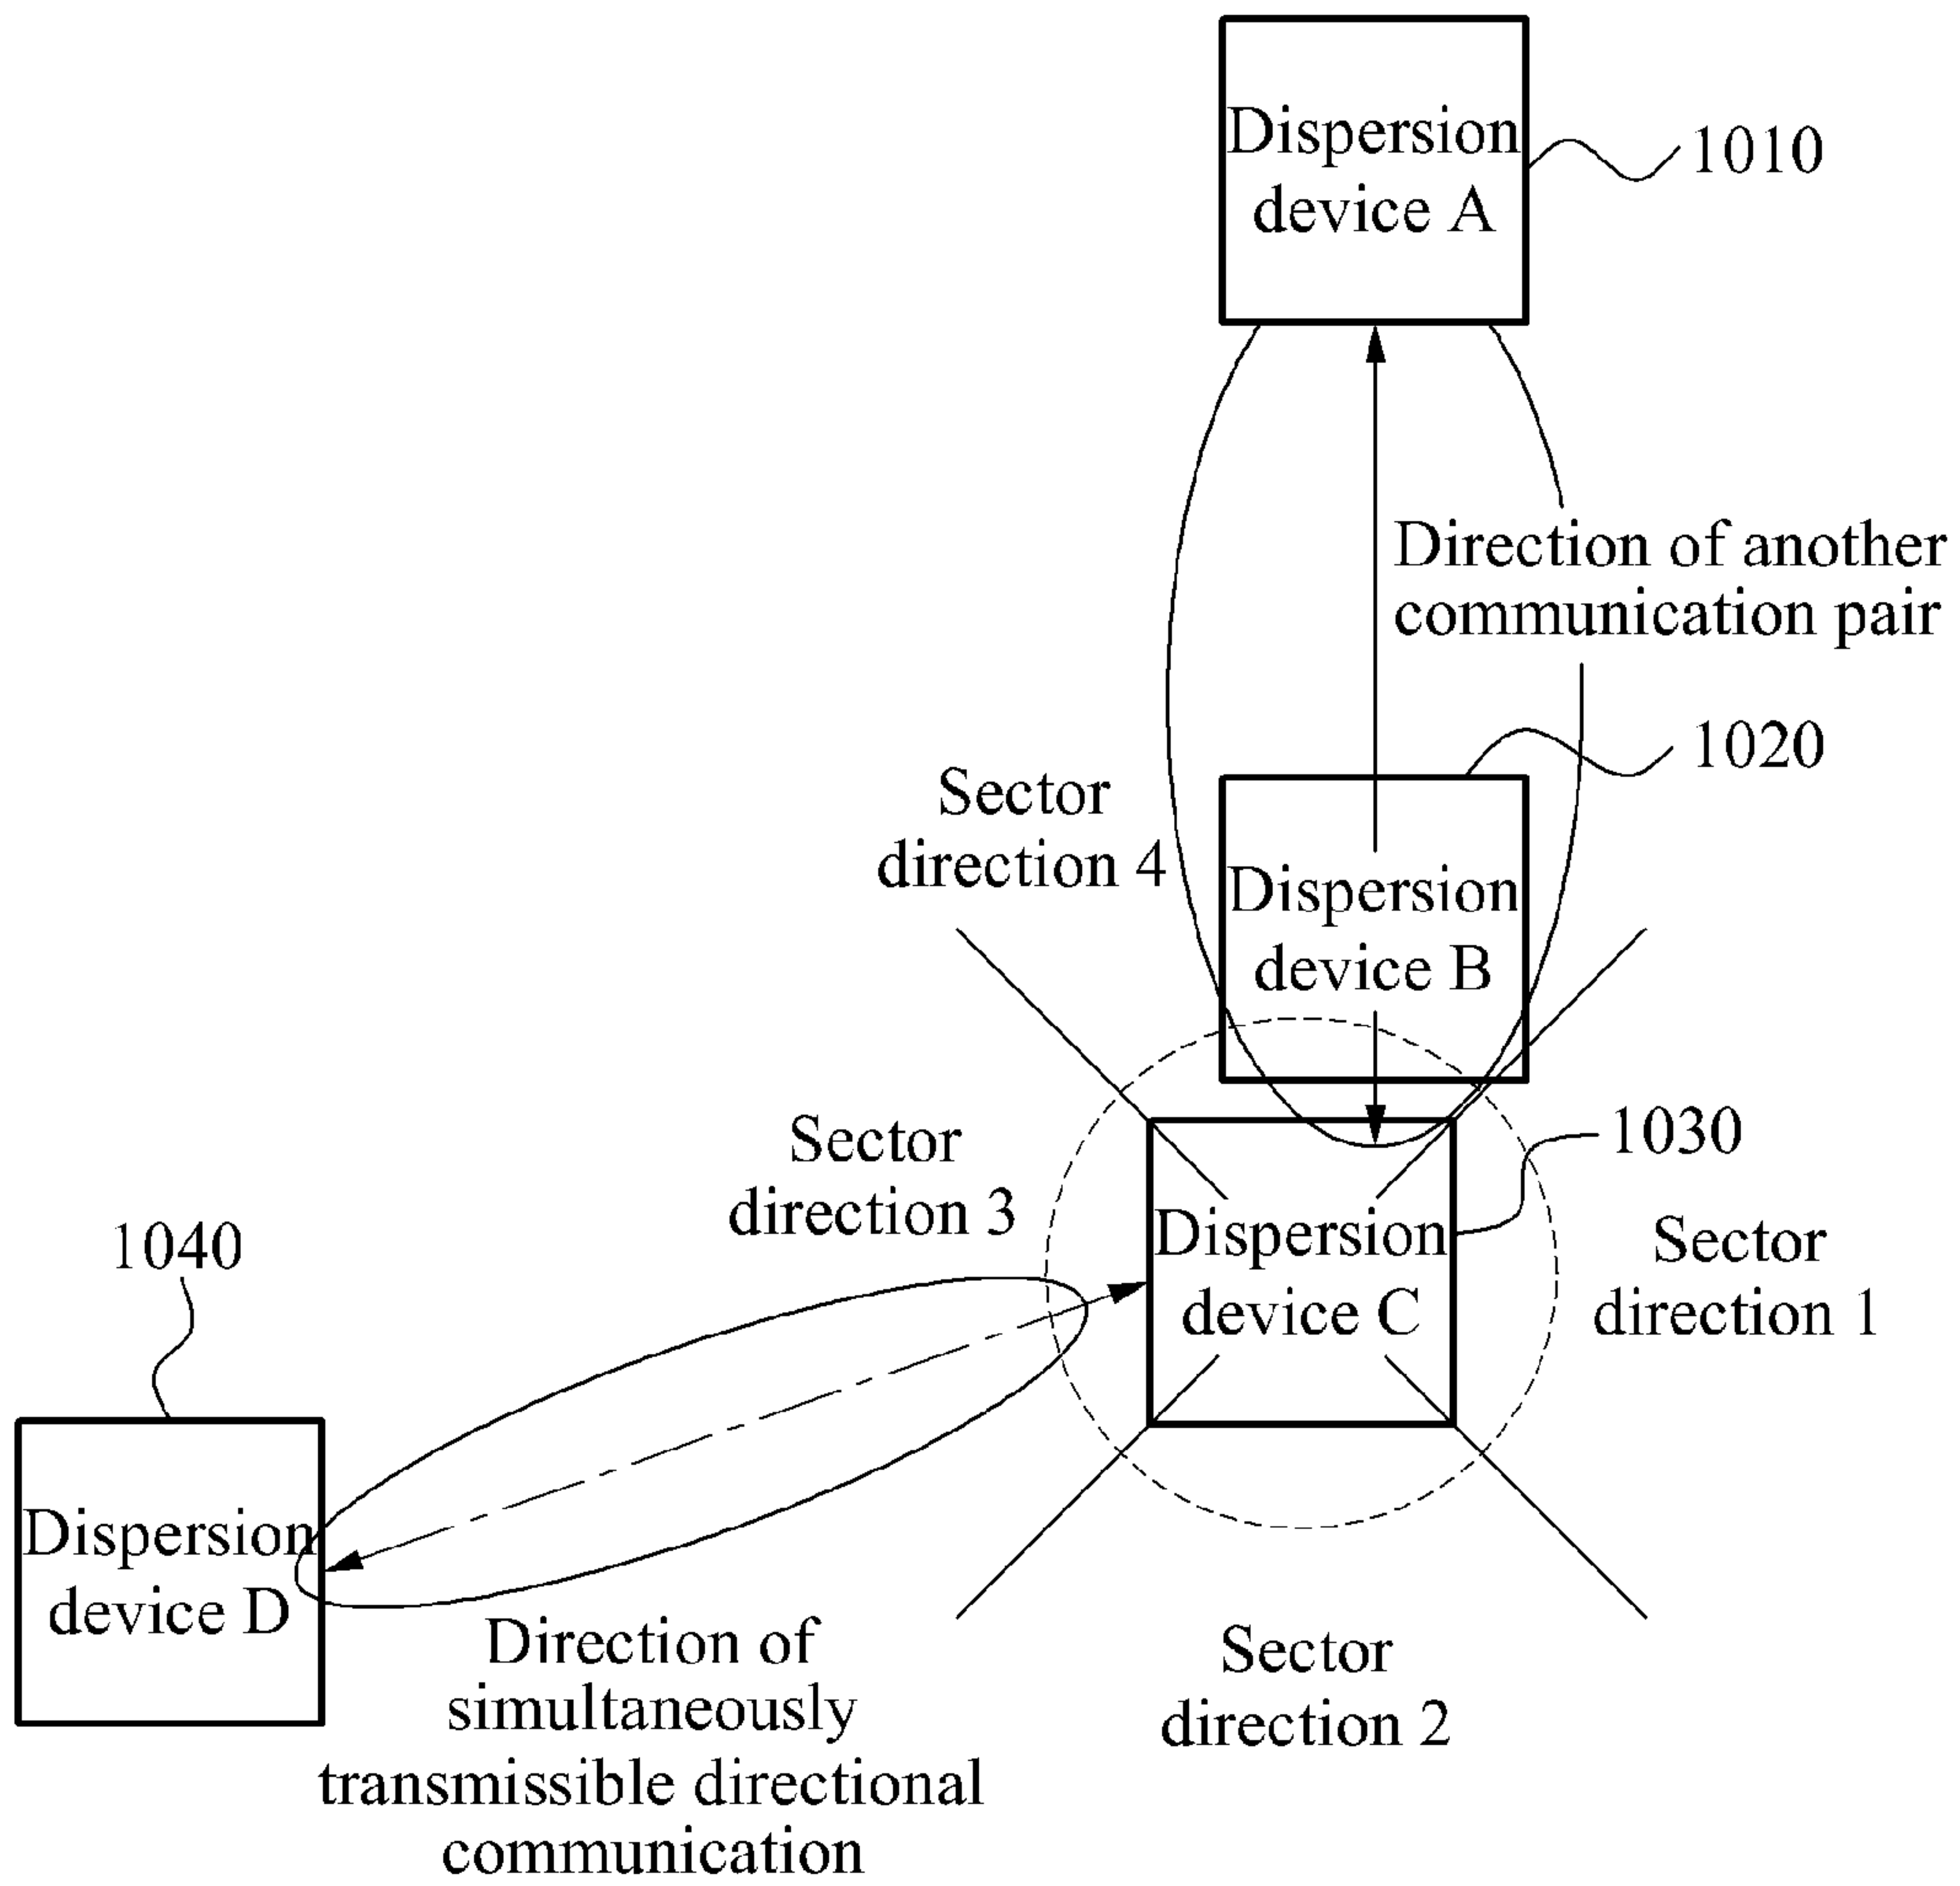 Dispersion
device A
1010
Direction of another
communication pair
1020
Sector
direction 4
Dispersion
device B
Sector
direction 3
1030
1040
Dispersion
device C
Sector
direction 1
Dispersion
device D
Direction of
simultaneously
transmissible directional
communication
Sector
direction 2